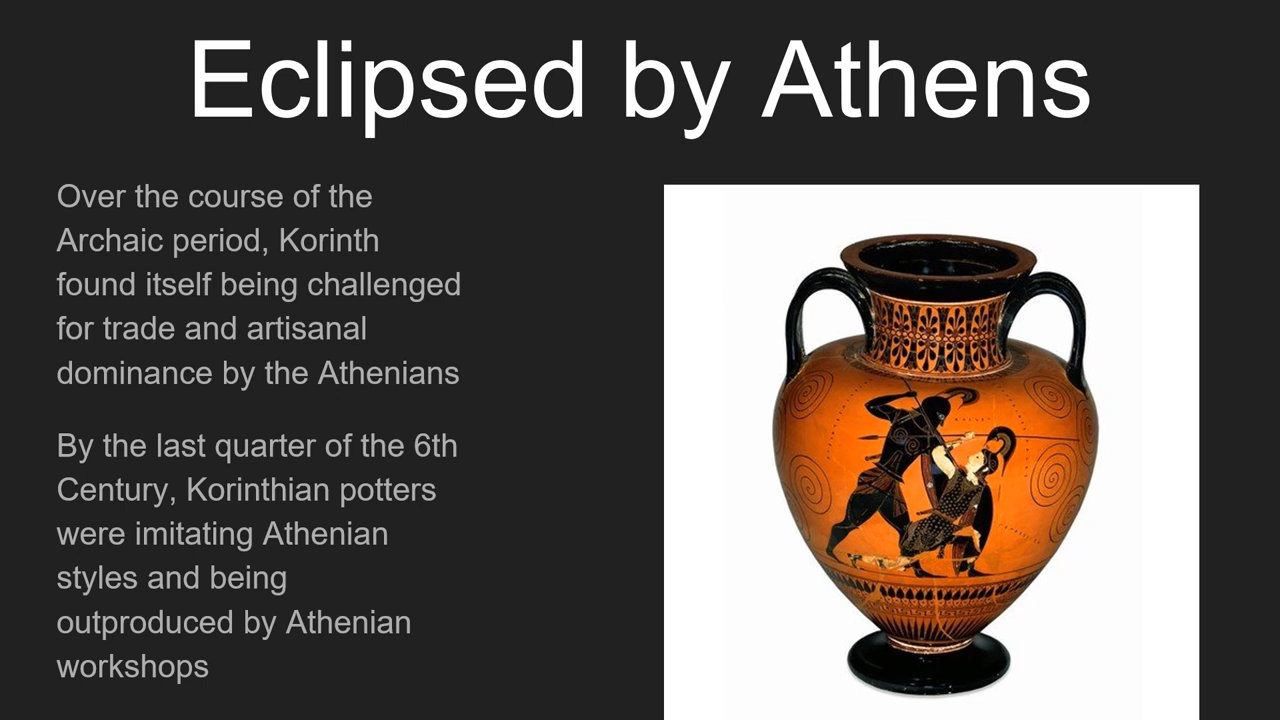 Eclipsed by Athens
Over the course of the
Archaic period, Korinth
found itself being challenged
for trade and artisanal
dominance by the Athenians
By the last quarter of the 6th
Century, Korinthian potters
were imitating Athenian
styles and being
outproduced by Athenian
workshops